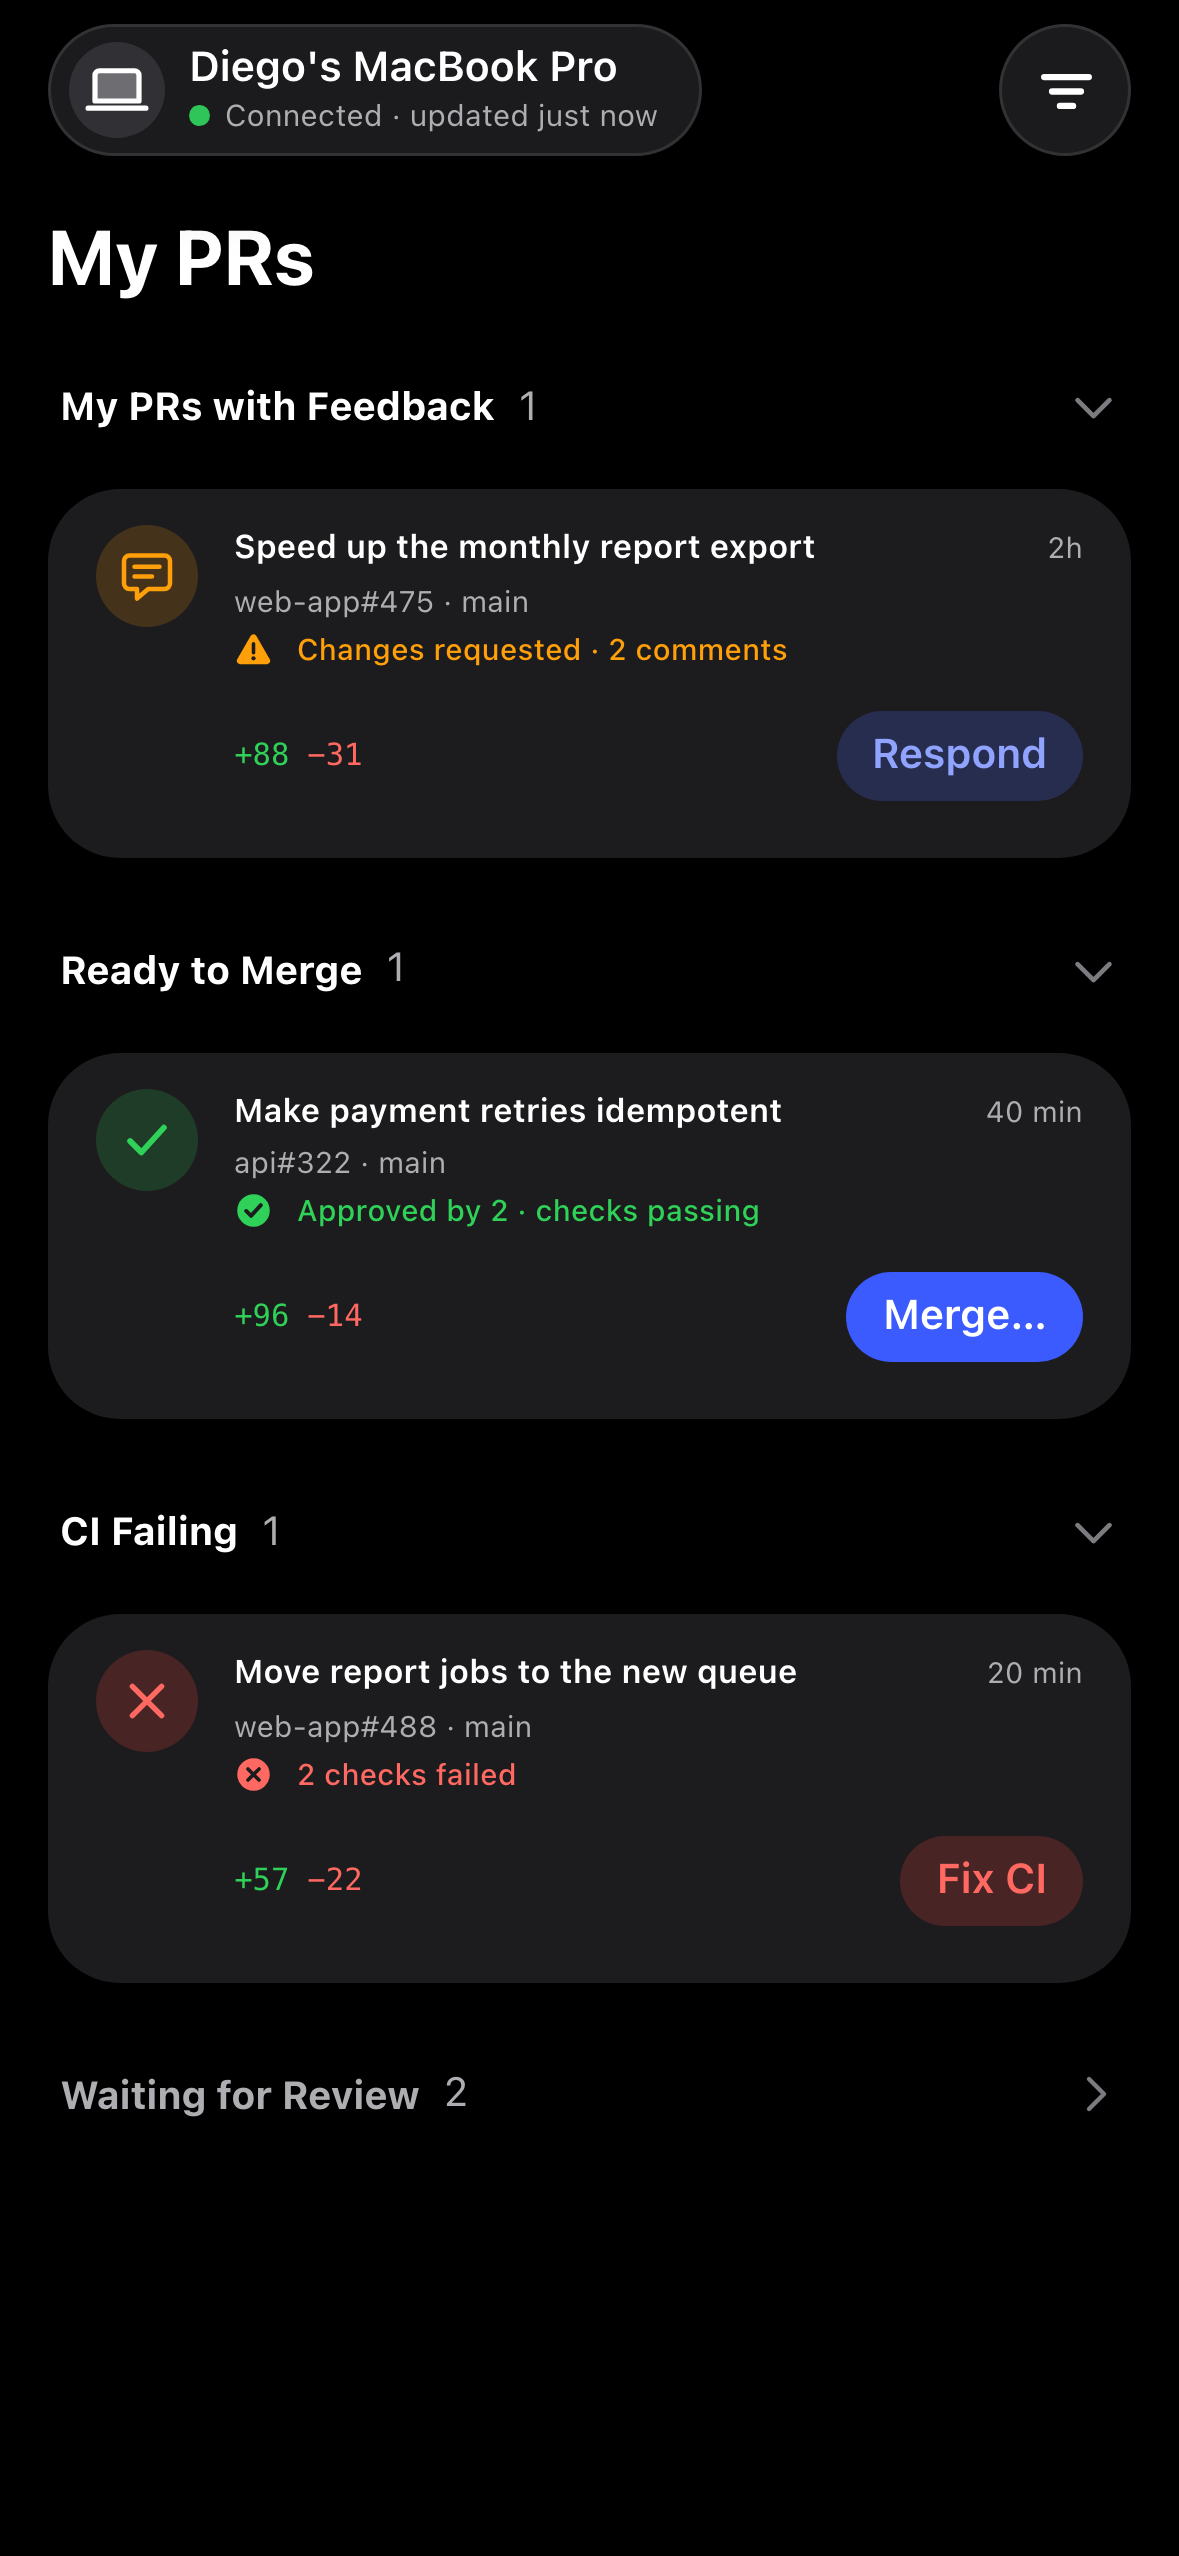 Diego's MacBook Pro
Connected · updated just now
My PRs
My PRs with Feedback 1
Speed up the monthly report export 2h
web-app#475 · main
Changes requested · 2 comments
+88 −31 Respond
Ready to Merge 1
Make payment retries idempotent 40 min
api#322 · main
Approved by 2 · checks passing
+96 −14 Merge...
CI Failing 1
Move report jobs to the new queue 20 min
web-app#488 · main
2 checks failed
+57 −22 Fix CI
Waiting for Review 2